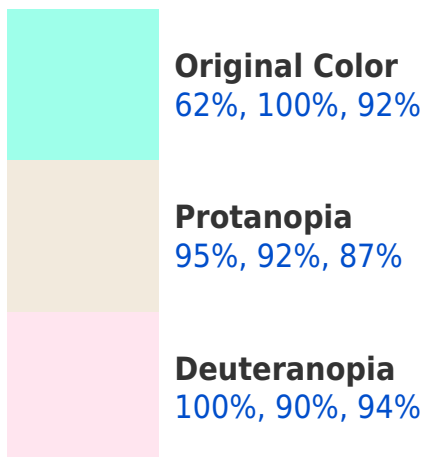 Original Color
62%, 100%, 92%
Protanopia
95%, 92%, 87%
Deuteranopia
100%, 90%, 94%